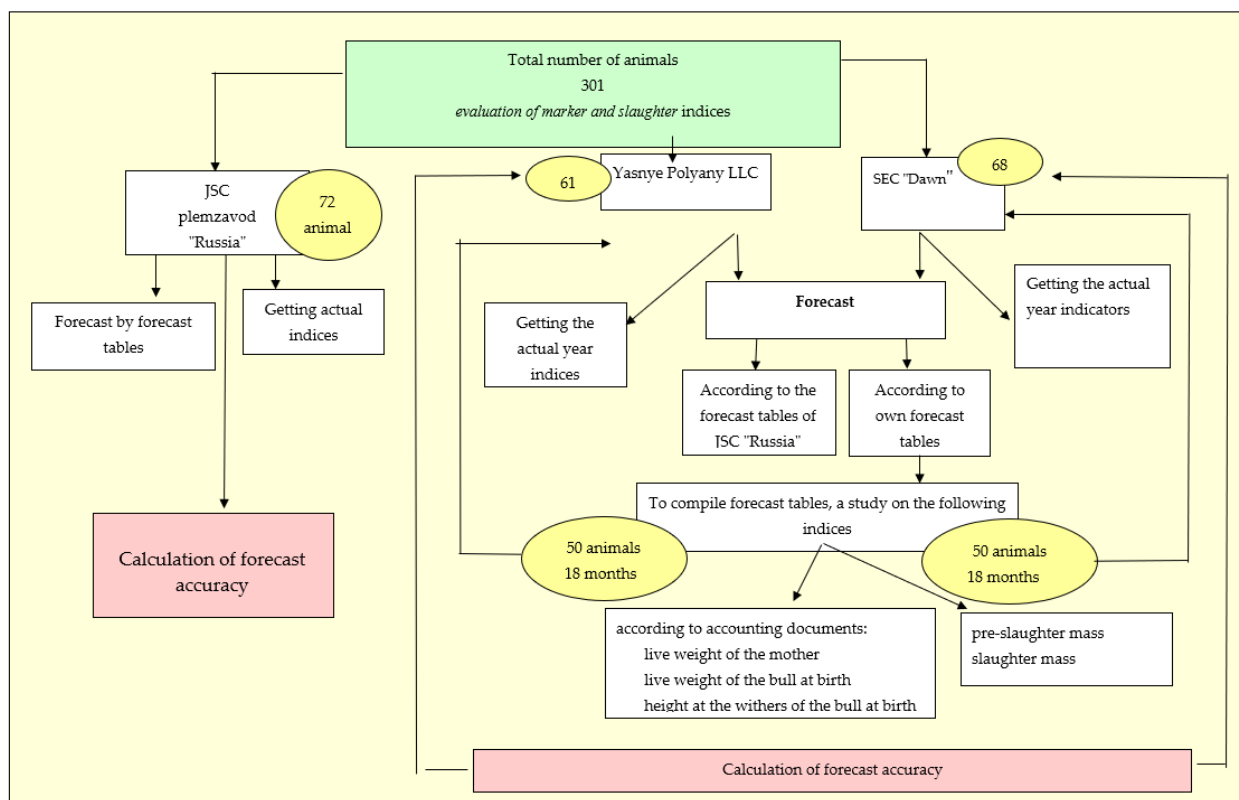 Total number of animals
301
evaluation of marker and slaughter indices
JSC
plemzavod
"Russia"
72
animal
61
Yasnye Polyany LLC
SEC "Dawn"
68
Forecast by forecast
tables
Getting actual
indices
Getting the
actual year
indices
Forecast
Getting the actual
year indicators
According to the
forecast tables of
JSC "Russia"
According to
own forecast
tables
To compile forecast tables, a study on the following
indices
50 animals
18 months
50 animals
18 months
Calculation of forecast
accuracy
according to accounting documents:
live weight of the mother
live weight of the bull at birth
height at the withers of the bull at birth
pre-slaughter mass
slaughter mass
Calculation of forecast accuracy